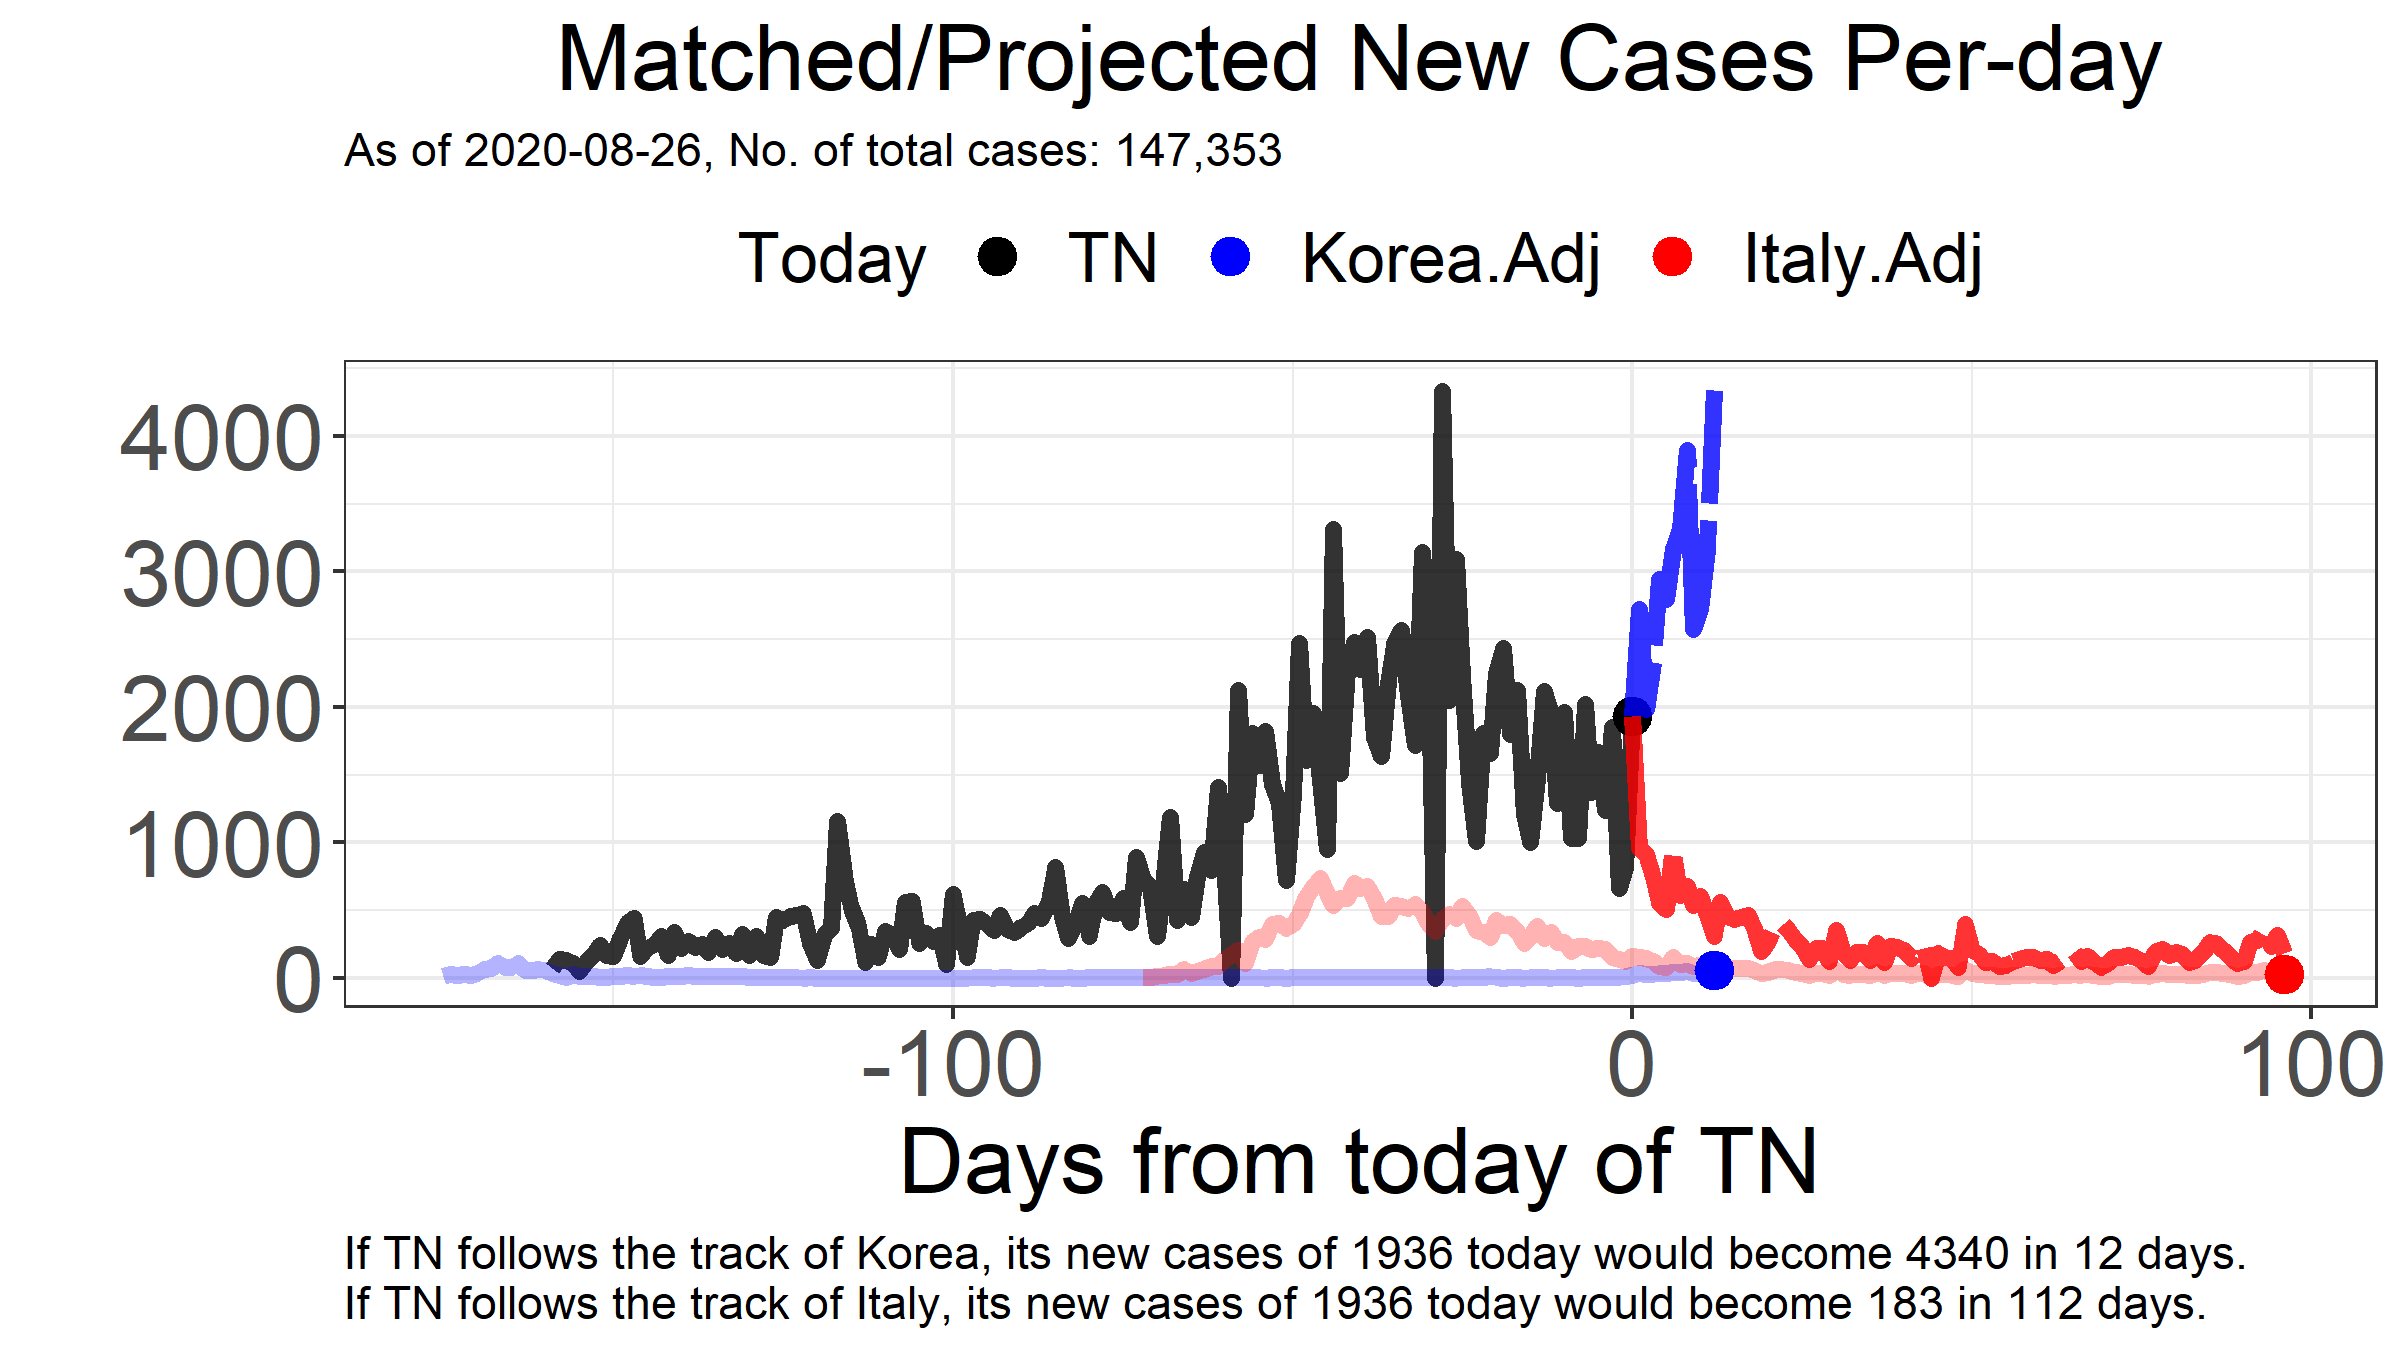 Matched/Projected New Cases Per-day
As of 2020-08-26, No. of total cases: 147,353
Today TN Korea.Adj Italy.Adj
4000
3000
2000
1000
0
-100 0 100
Days from today of TN
If TN follows the track of Korea, its new cases of 1936 today would become 4340 in 12 days.
If TN follows the track of Italy, its new cases of 1936 today would become 183 in 112 days.